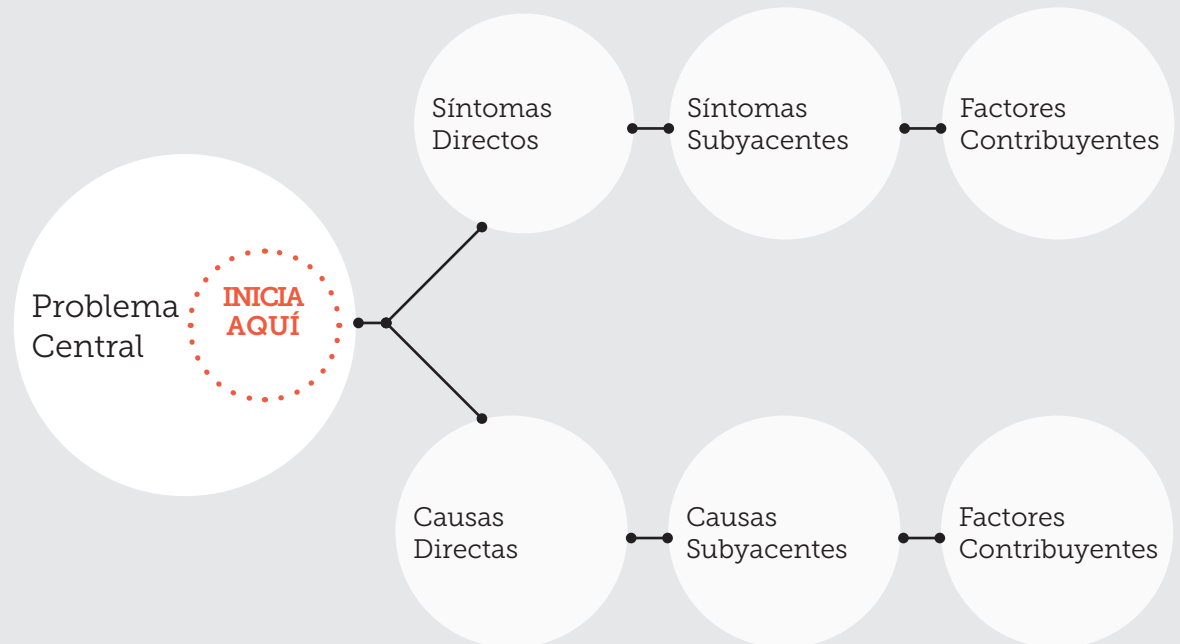 Problema
Central
INICIA
AQUÍ
Síntomas
Directos
Síntomas
Subyacentes
Factores
Contribuyentes
Causas
Directas
Causas
Subyacentes
Factores
Contribuyentes